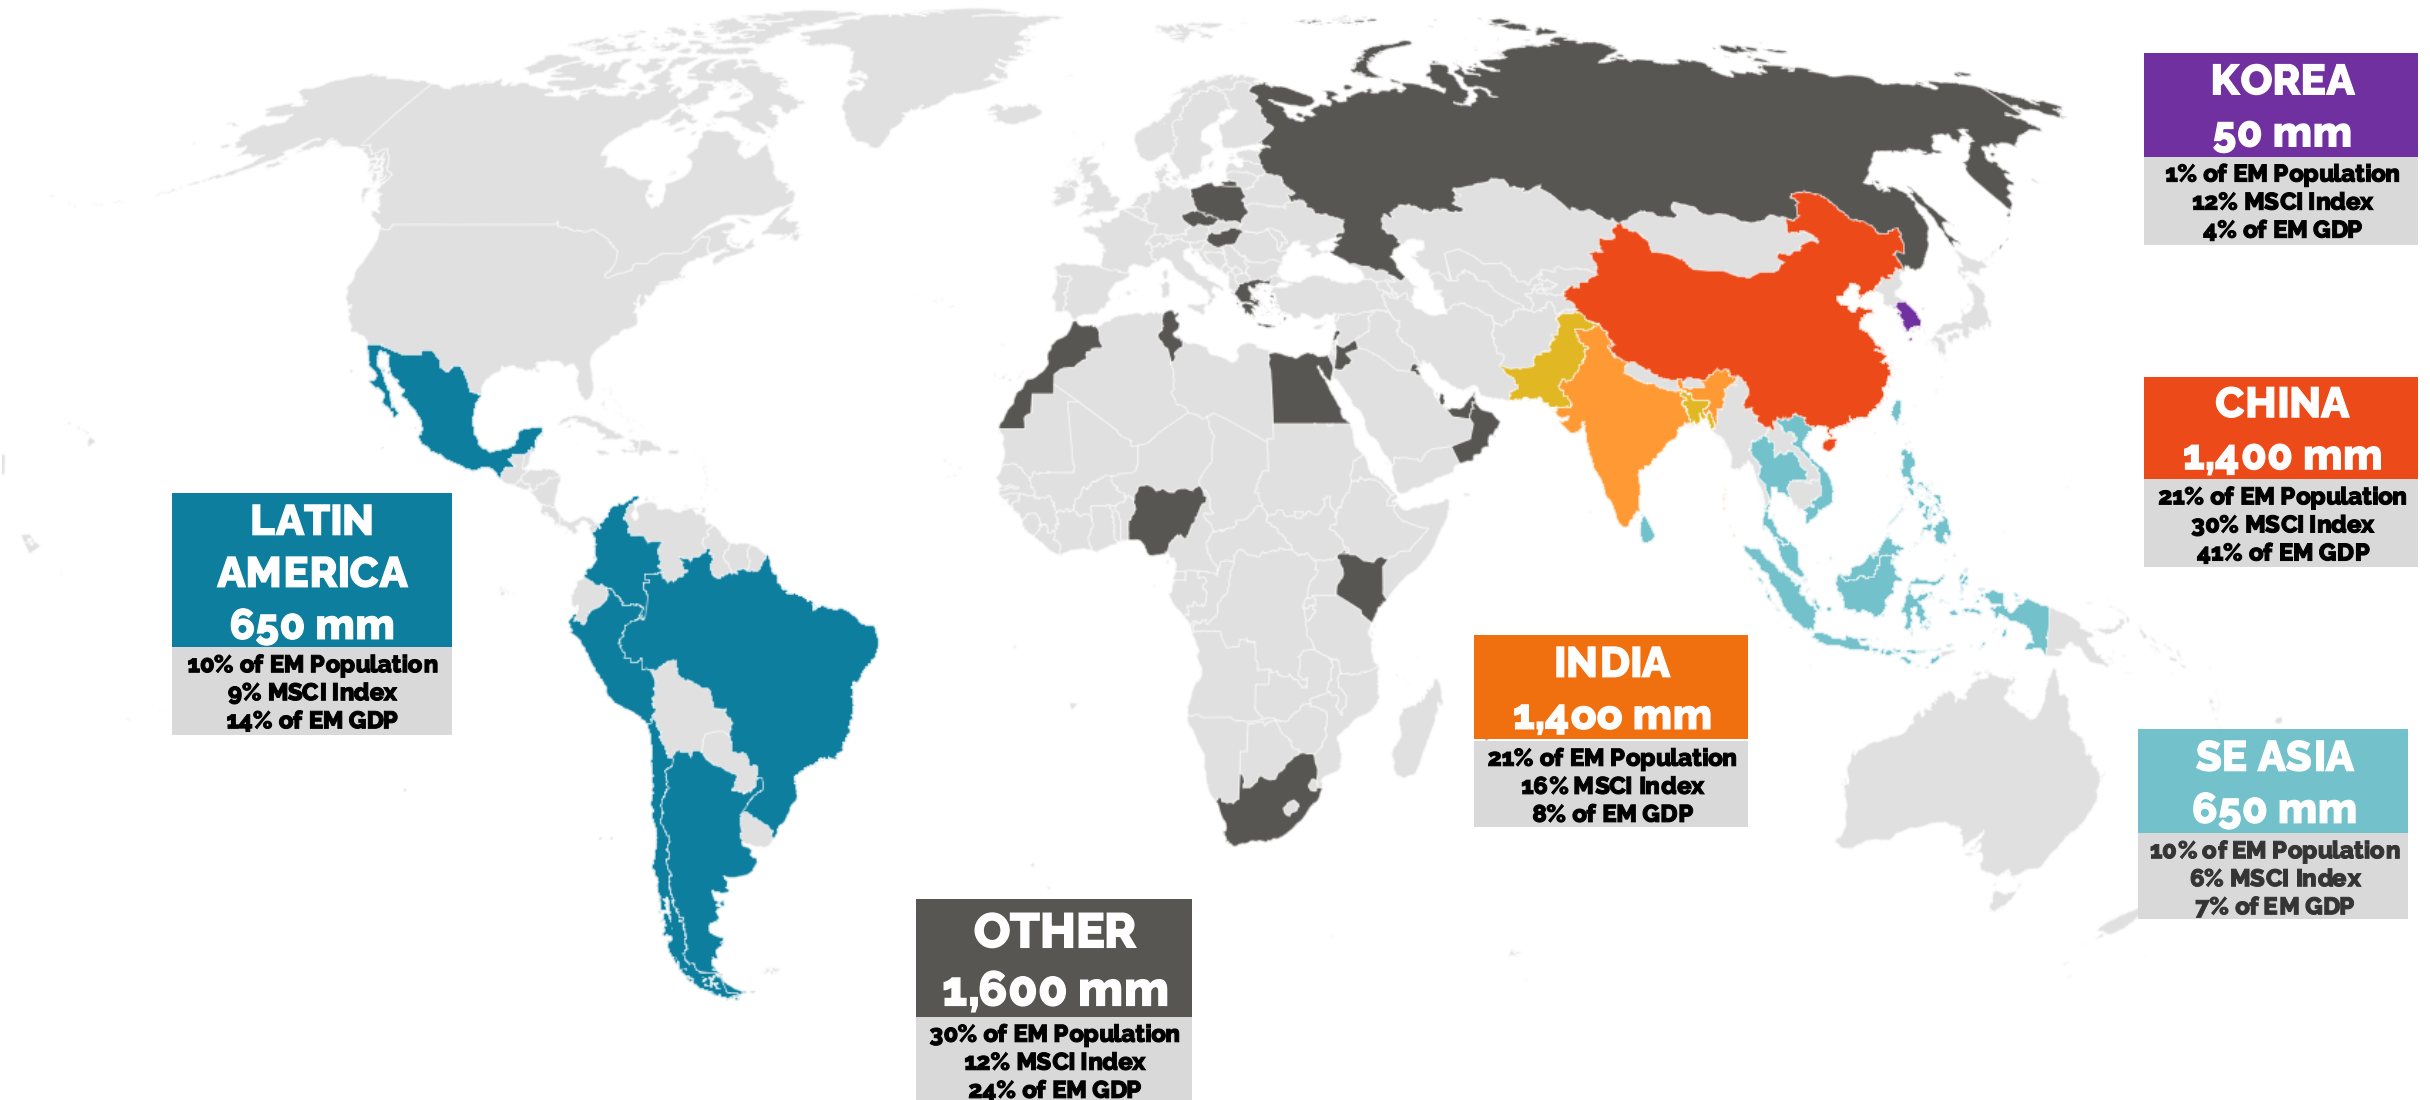 KOREA
50 mm
1% of EM Population
12% MSCI Index
4% of EM GDP
CHINA
1,400 mm
21% of EM Population
30% MSCI Index
41% of EM GDP
LATIN
AMERICA
650 mm
10% of EM Population
9% MSCI Index
14% of EM GDP
INDIA
1,400 mm
21% of EM Population
16% MSCI Index
8% of EM GDP
SE ASIA
650 mm
10% of EM Population
6% MSCI Index
7% of EM GDP
OTHER
1,600 mm
30% of EM Population
12% MSCI Index
24% of EM GDP